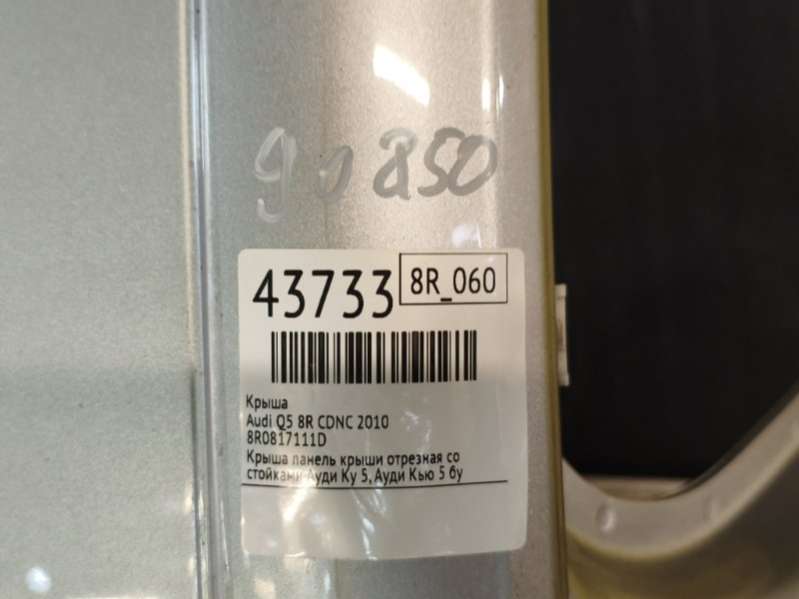 850
43733
8R_060
Крыша
Audi Q5 8R CDNC 2010
8R0817111D
Крыша панель крыши отрезная со
стойками Ауди Ку 5, Ауди Кью 5 бу